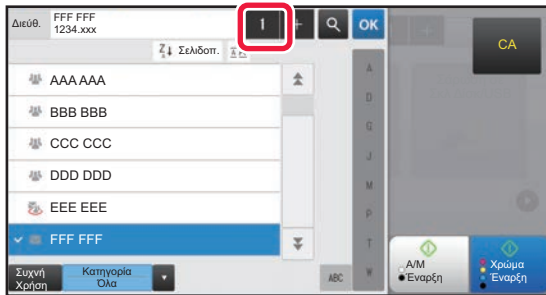 Διεύθ.
FFF FFF
1234.xxx
1
+
OK
CA
Σελιδοπ.
AAA AAA
BBB BBB
CCC CCC
DDD DDD
EEE EEE
FFF FFF
A
D
G
J
M
P
T
W
Συχνή
Χρήση
Κατηγορία
Όλα
ABC
Α/Μ
Έναρξη
Χρώμα
Έναρξη